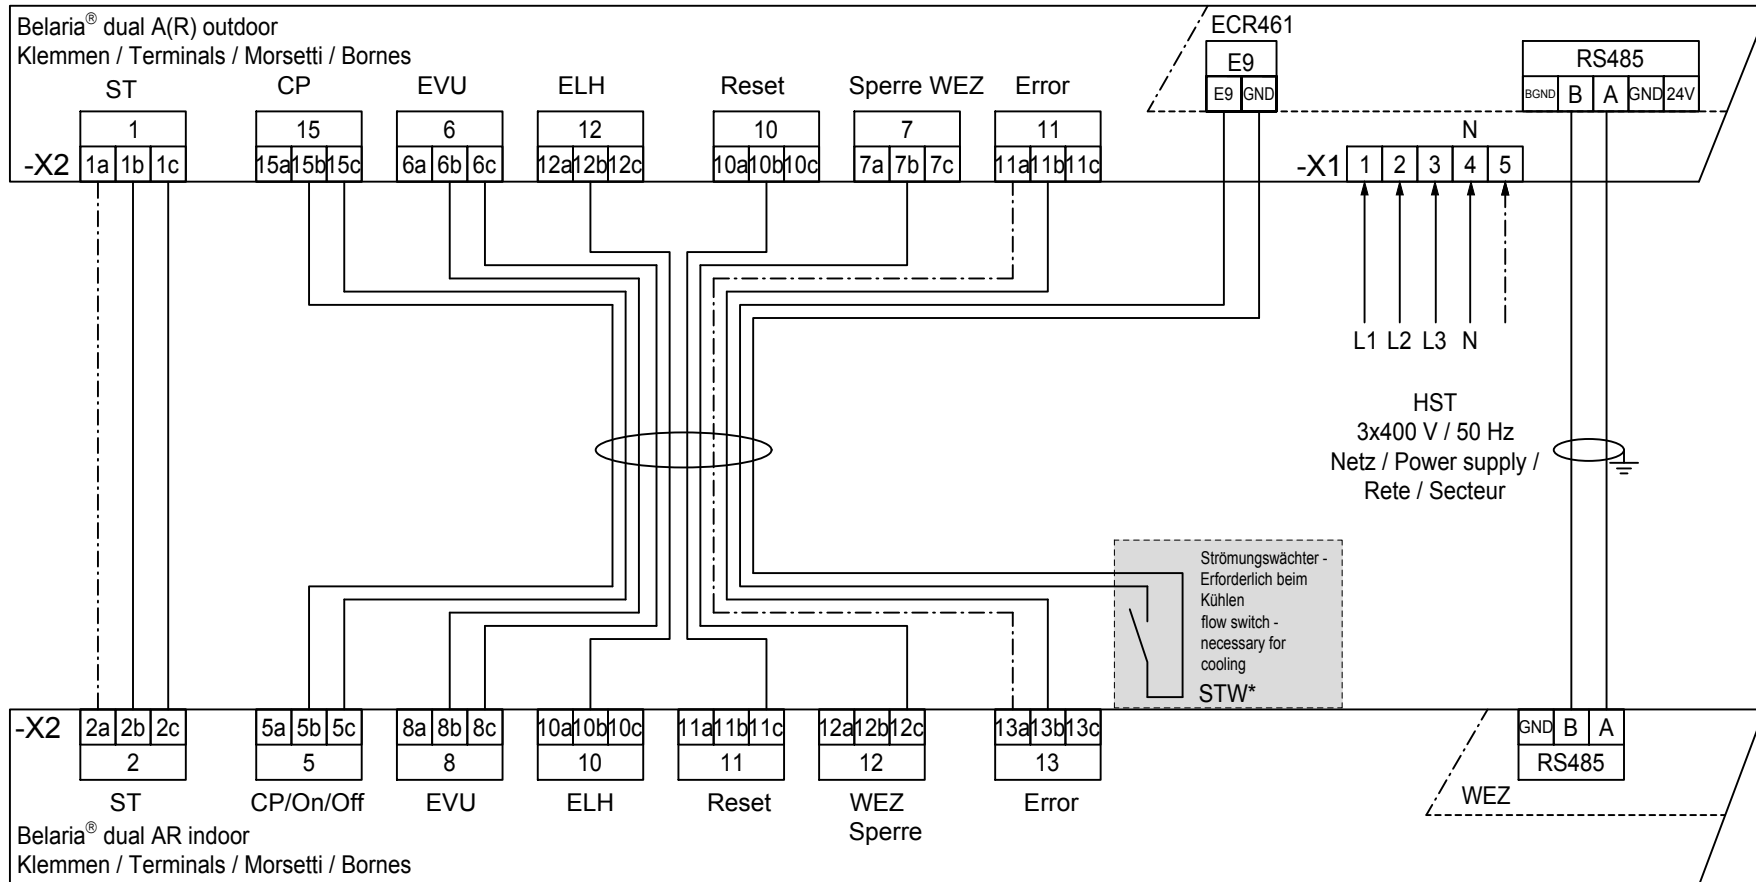 Belaria® dual A(R) outdoor
Klemmen / Terminals / Morsetti / Bornes
ECR461
E9
E9 GND
RS485
BGND B A GND 24V
ST CP EVU ELH Reset Sperre WEZ Error
1 15 6 12 10 7 11
N
-X2 1a 1b 1c 15a 15b 15c 6a 6b 6c 12a 12b 12c 10a 10b 10c 7a 7b 7c 11a 11b 11c
-X1 1 2 3 4 5
L1 L2 L3 N
HST
3x400 V / 50 Hz
Netz / Power supply /
Rete / Secteur
Strömungswächter -
Erforderlich beim
Kühlen
flow switch -
necessary for
cooling
STW*
-X2 2a 2b 2c 5a 5b 5c 8a 8b 8c 10a 10b 10c 11a 11b 11c 12a 12b 12c 13a 13b 13c
2 5 8 10 11 12 13
ST CP/On/Off EVU ELH Reset WEZ Error
Sperre
GND B A
RS485
WEZ
Belaria® dual AR indoor
Klemmen / Terminals / Morsetti / Bornes